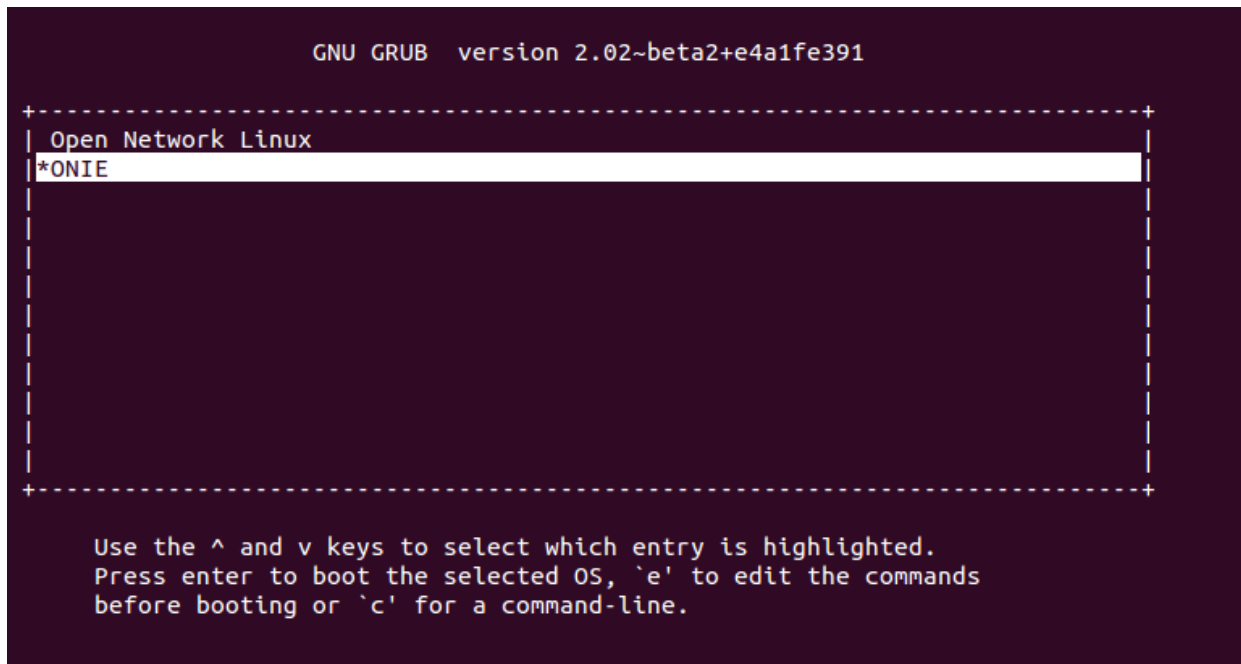 GNU GRUB  version 2.02~beta2+e4a1fe391
Open Network Linux
*ONIE
Use the ^ and v keys to select which entry is highlighted.
Press enter to boot the selected OS, `e' to edit the commands
before booting or `c' for a command-line.